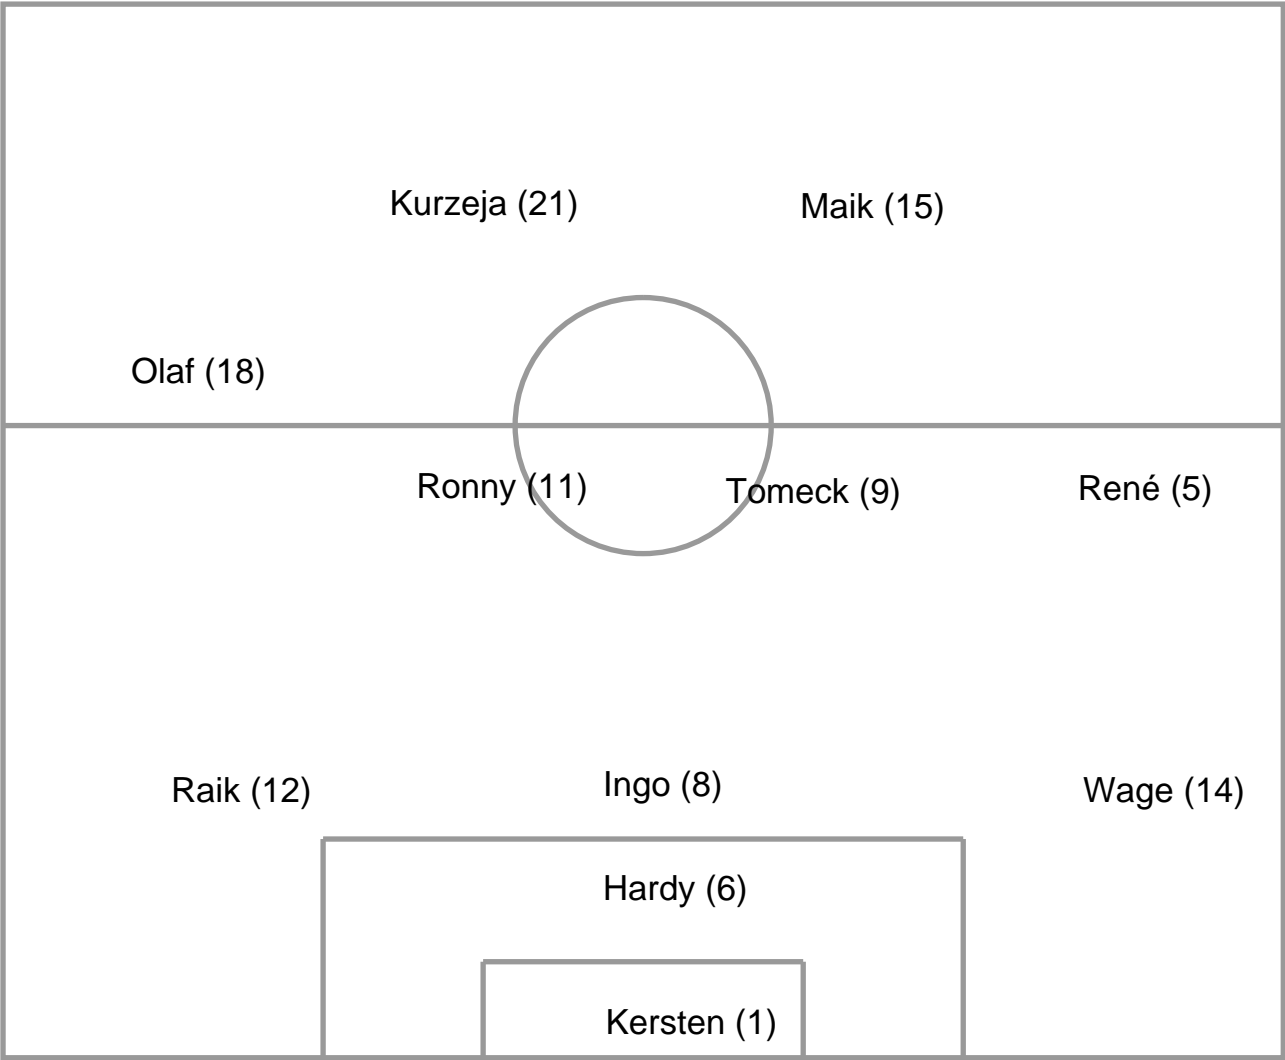 Kurzeja (21)
Maik (15)
Olaf (18)
Ronny (11)
Tomeck (9)
René (5)
Raik (12)
Ingo (8)
Wage (14)
Hardy (6)
Kersten (1)